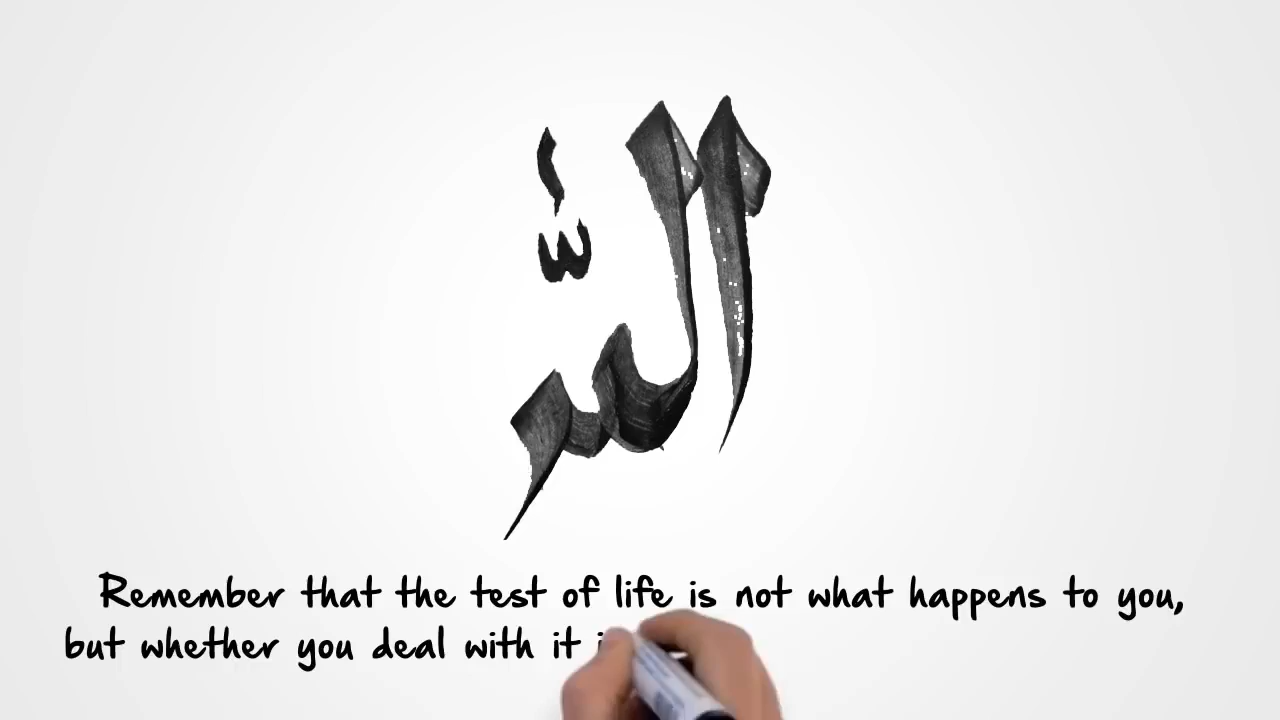 الله
Remember that the test of life is not what happens to you,
but whether you deal with it i